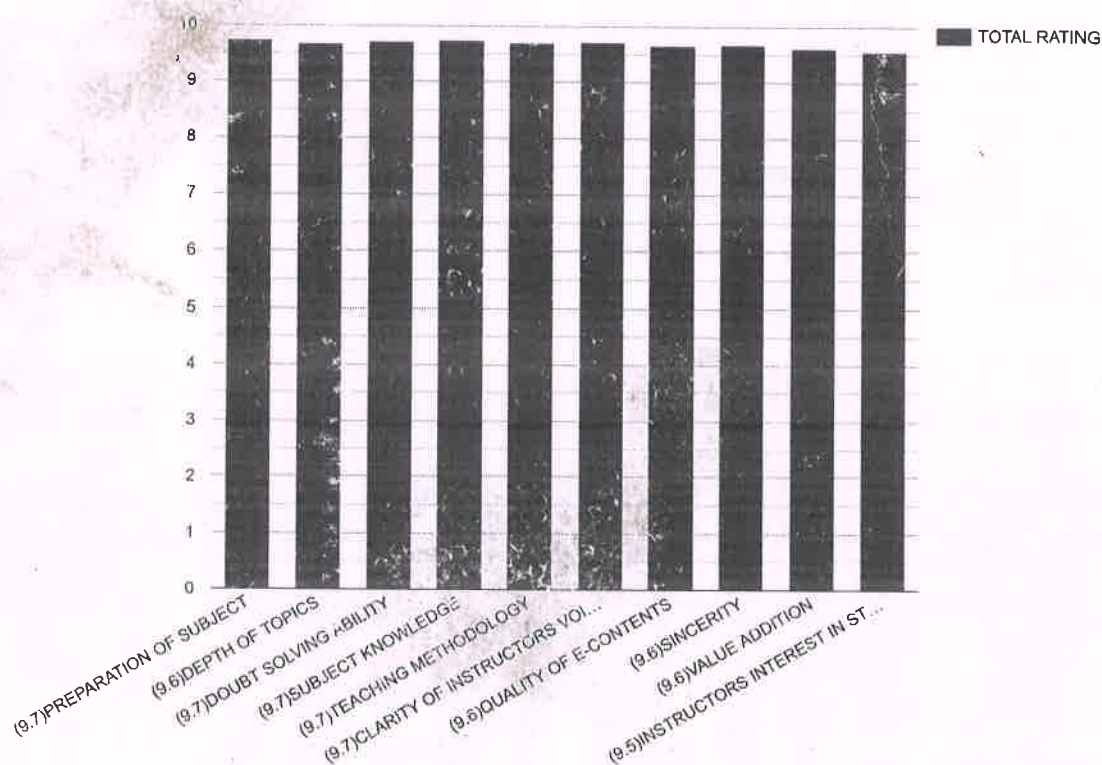 10
9
8
7
6
5
4
3
2
1
0
TOTAL RATING
(9.7)PREPARATION OF SUBJECT
(9.6)DEPTH OF TOPICS
(9.7)DOUBT SOLVING ABILITY
(9.7)SUBJECT KNOWLEDGE
(9.7)TEACHING METHODOLOGY
(9.7)CLARITY OF INSTRUCTORS VOI...
(9.6)QUALITY OF E-CONTENTS
(9.6)SINCERITY
(9.6)VALUE ADDITION
(9.5)INSTRUCTORS INTEREST IN ST...